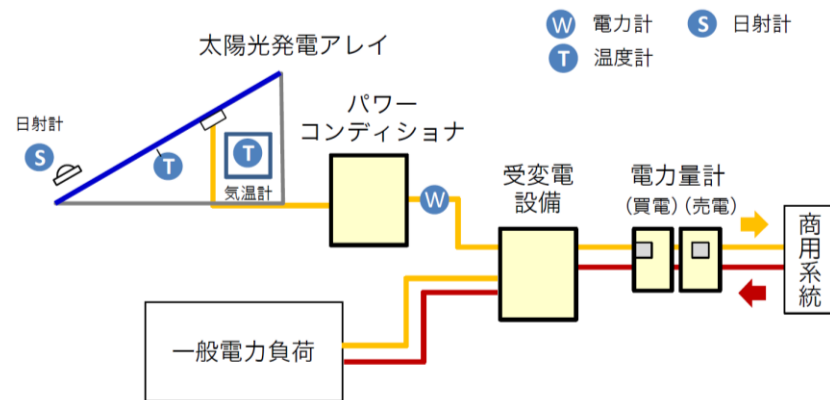 W 電力計 S 日射計
T 温度計
太陽光発電アレイ
日射計
S
T
T
気温計
パワー
コンディショナ
W
受変電
設備
電力量計
(買電)(売電)
商用系統
一般電力負荷